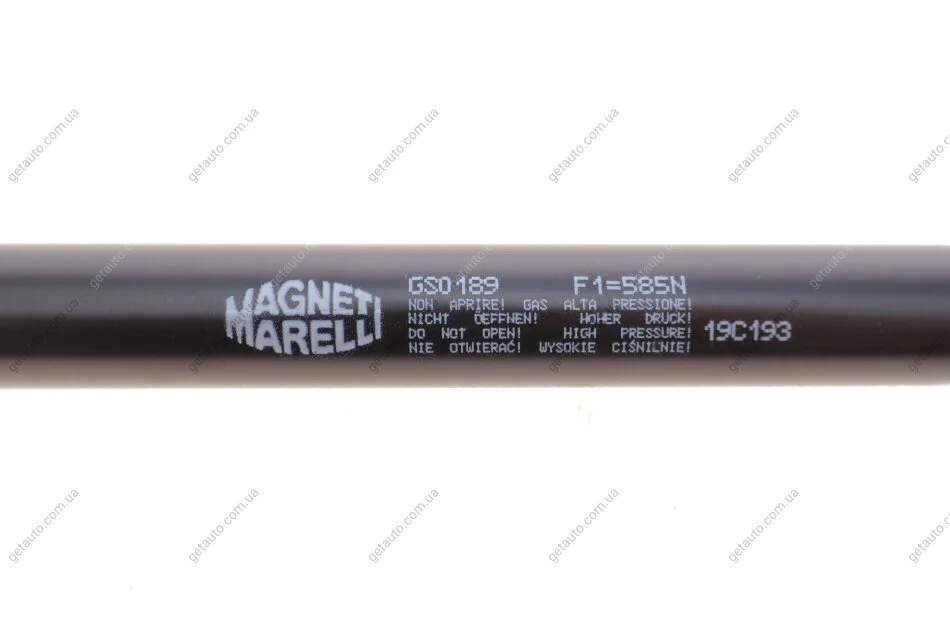 MAGNETI
MARELLI
GS0189 F1=585N
NON APRIRE! GAS ALTA PRESSIONE!
NICHT OEFFNEN! HOHER DRUCK!
DO NOT OPEN! HIGH PRESSURE!
NIE OTWIERAĆ! WYSOKIE CIŚNILNIE!
19C193
getauto.com.ua